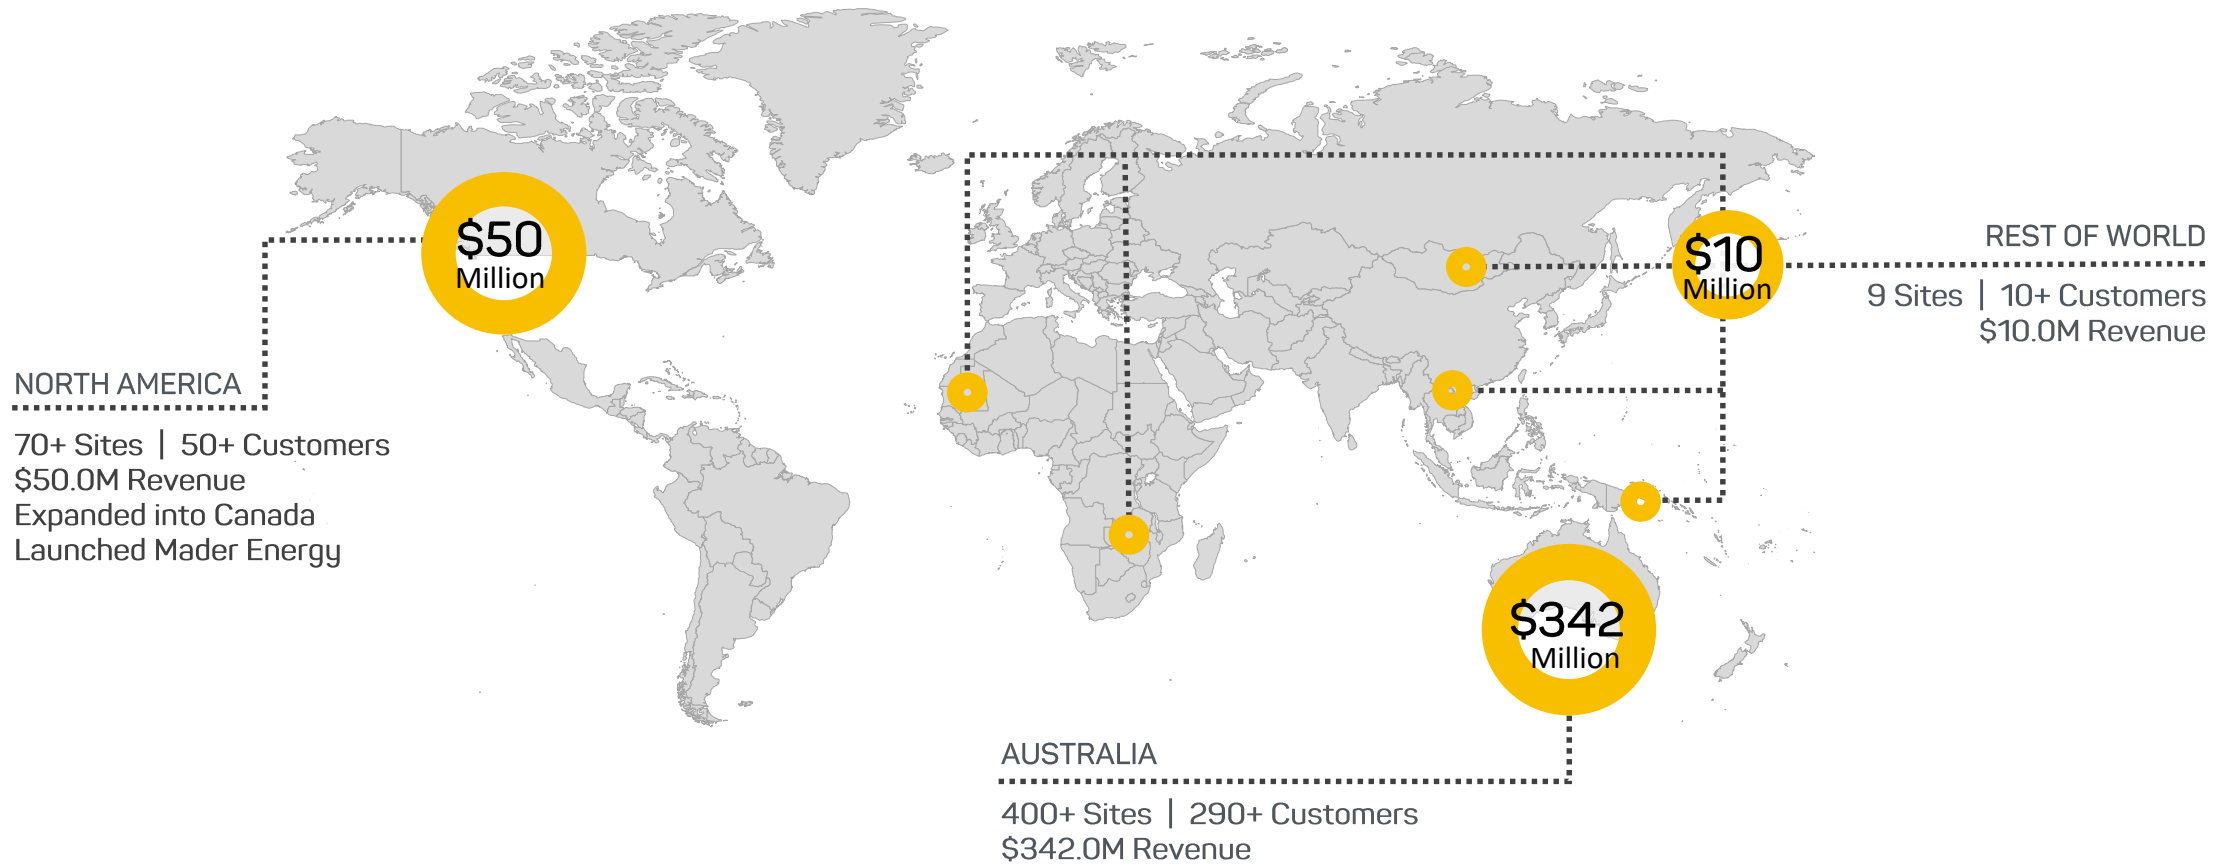 $50
Million
NORTH AMERICA
70+ Sites | 50+ Customers
$50.0M Revenue
Expanded into Canada
Launched Mader Energy
$10
Million
REST OF WORLD
9 Sites | 10+ Customers
$10.0M Revenue
$342
Million
AUSTRALIA
400+ Sites | 290+ Customers
$342.0M Revenue